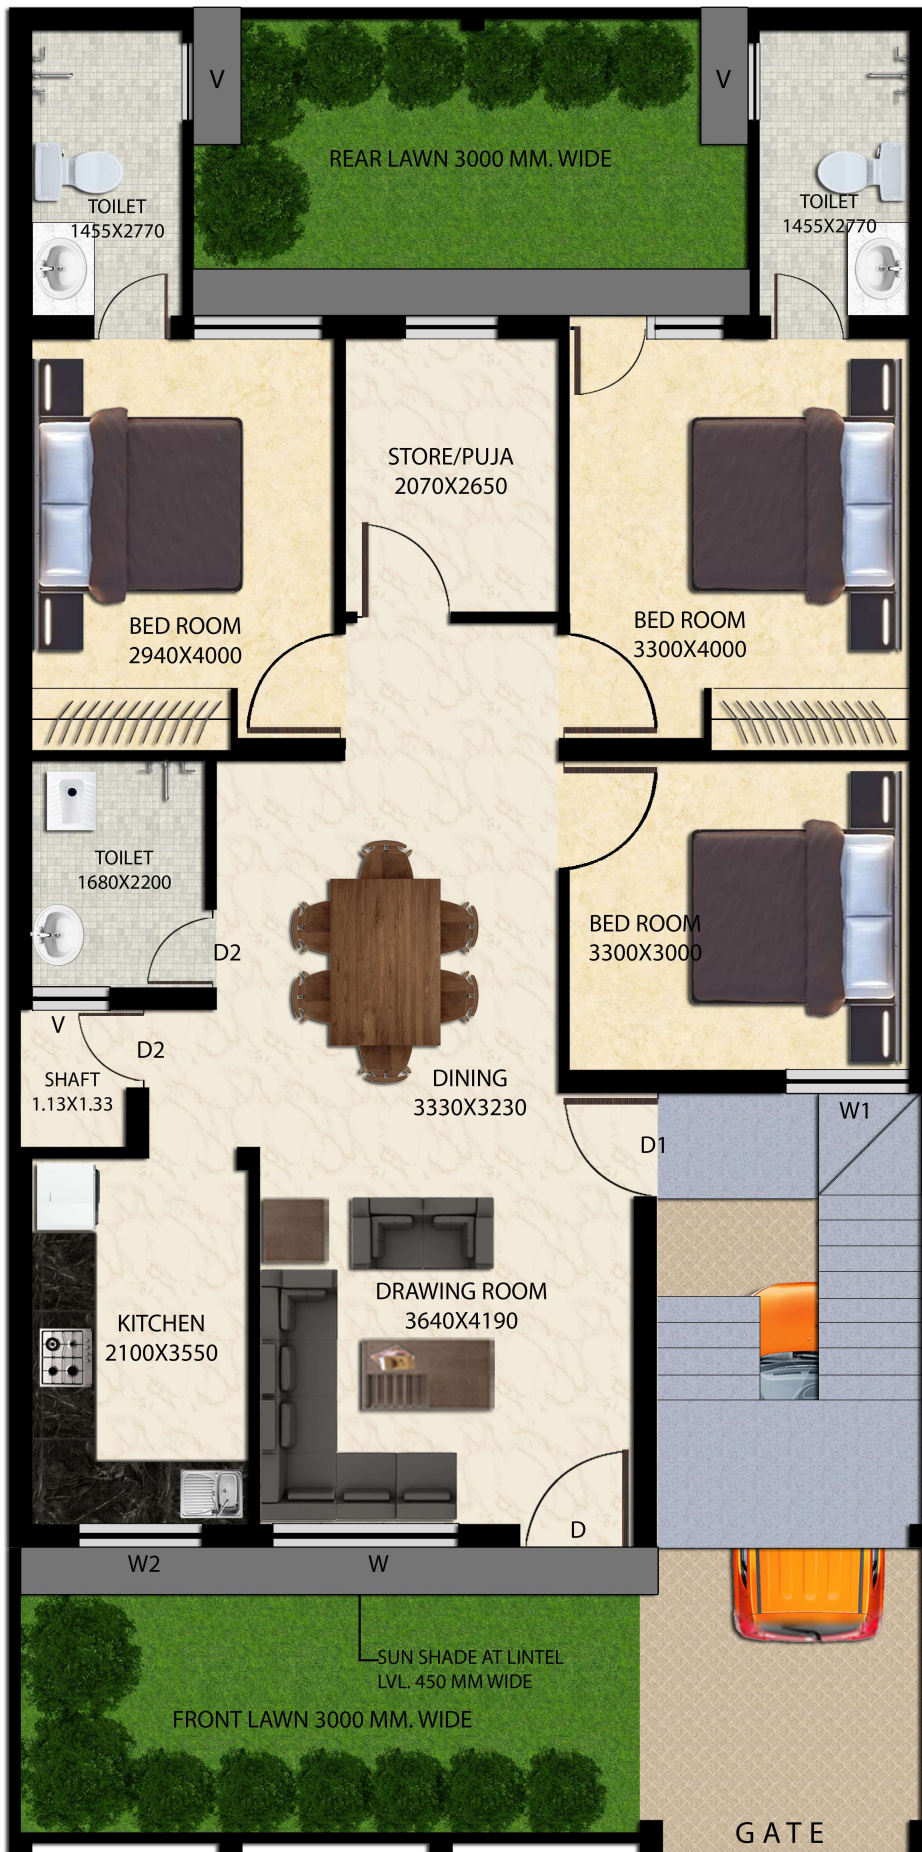 V
V
REAR LAWN 3000 MM. WIDE
TOILET
1455X2770
TOILET
1455X2770
STORE/PUJA
2070X2650
BED ROOM
2940X4000
BED ROOM
3300X4000
TOILET
1680X2200
D2
BED ROOM
3300X3000
V
D2
SHAFT
1.13X1.33
DINING
3330X3230
W1
D1
DRAWING ROOM
3640X4190
KITCHEN
2100X3550
D
W2
W
SUN SHADE AT LINTEL
LVL. 450 MM WIDE
FRONT LAWN 3000 MM. WIDE
GATE